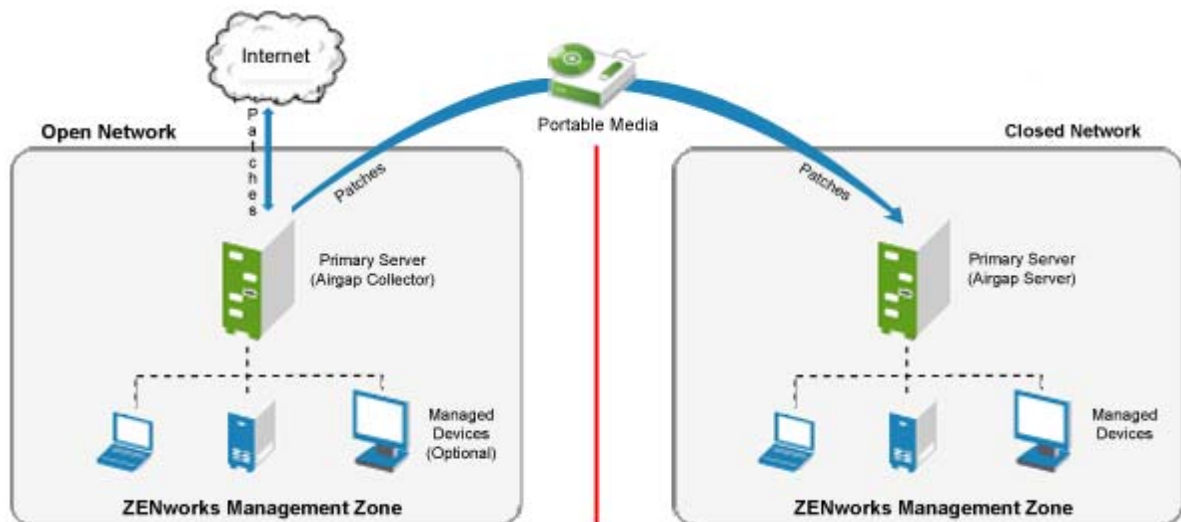 Internet
Patches
Portable Media
Open Network
Closed Network
Patches
Patches
Primary Server
(Airgap Collector)
Primary Server
(Airgap Server)
Managed
Devices
(Optional)
Managed
Devices
ZENworks Management Zone
ZENworks Management Zone